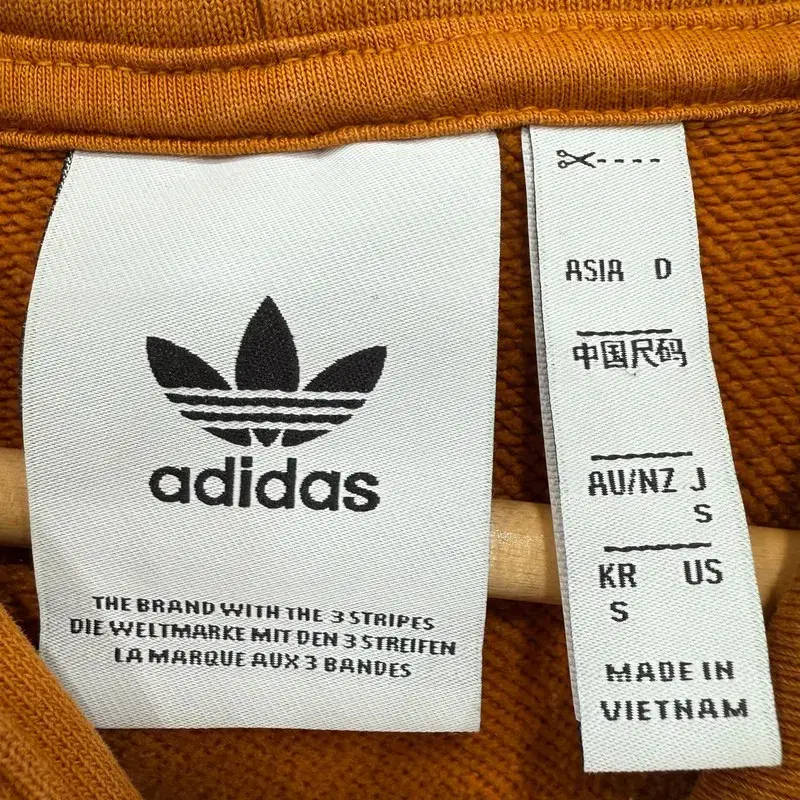 adidas
THE BRAND WITH THE 3 STRIPES
DIE WELTMARKE MIT DEN 3 STREIFEN
LA MARQUE AUX 3 BANDES
ASIA D
中国尺码
AU/NZ J
S
KR US
S
MADE IN
VIETNAM